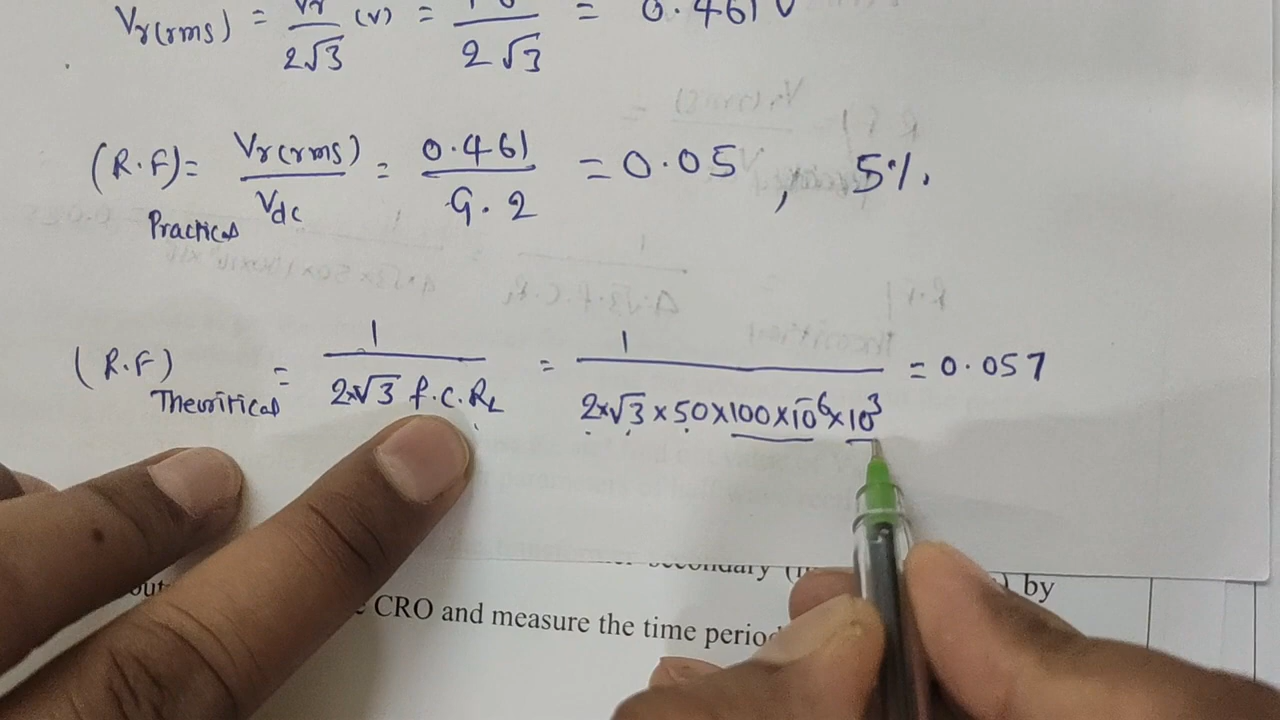 Vr(rms) = Vr / 2√3 (v) = / 2√3 = 0.461 V
(R.F) Practical = Vr(rms) / Vdc = 0.461 / 9.2 = 0.05 , 5%.
(R.F) Theoritical = 1 / 2×√3 f.c.RL = 1 / 2×√3×50×100×10⁻⁶×10³ = 0.057
secondary by
CRO and measure the time period